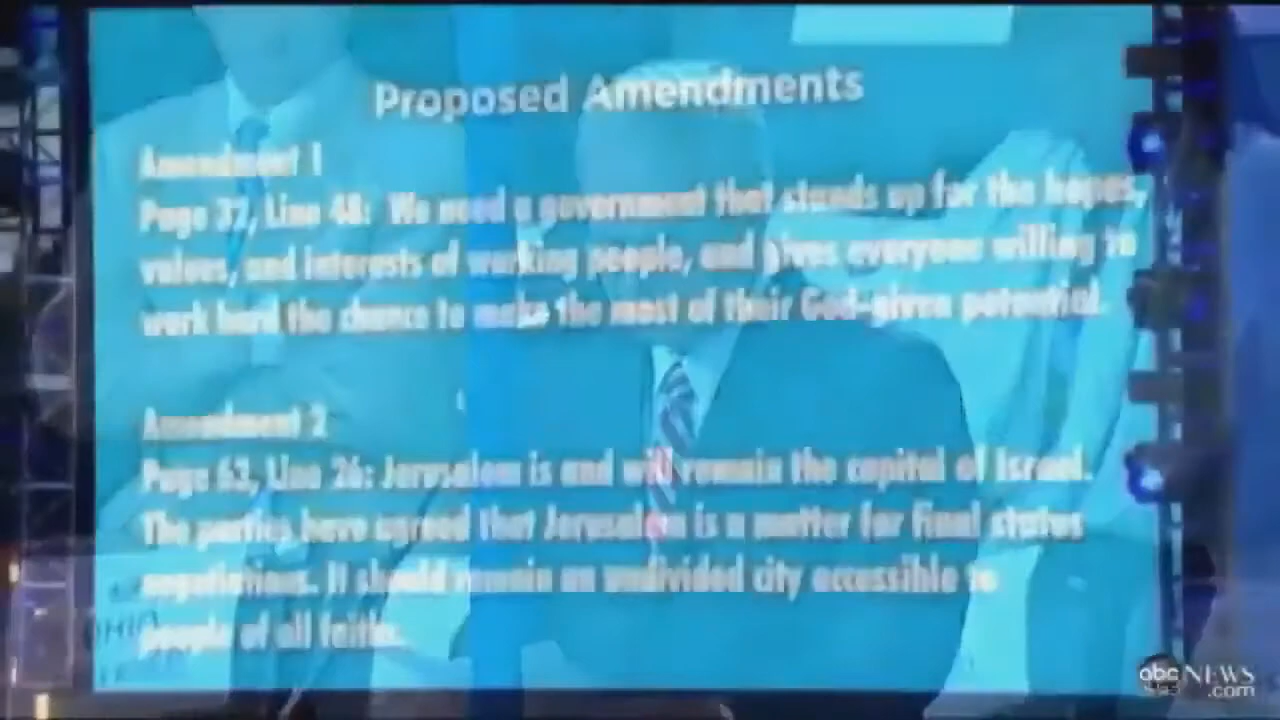 Proposed Amendments
Amendment 1
Page 37, Line 48: We need a government that stands up for the hopes,
values, and interests of working people, and gives everyone willing to
work hard the chance to make the most of their God-given potential.
Amendment 2
Page 63, Line 26: Jerusalem is and will remain the capital of Israel.
The parties have agreed that Jerusalem is a matter for final status
negotiations. It should remain an undivided city accessible to
people of all faiths.
OHIO
abc NEWS
.com